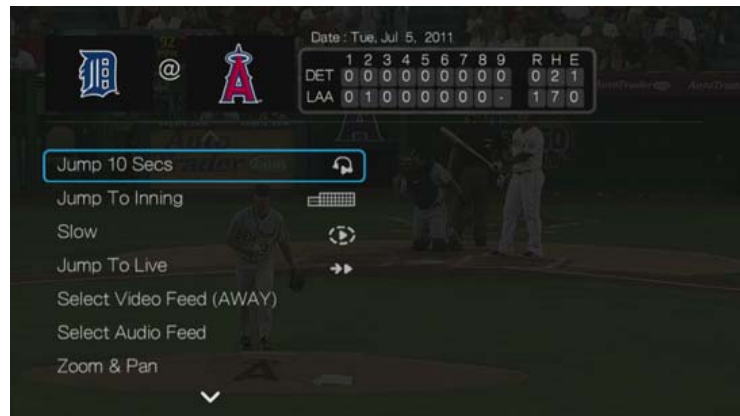 Date : Tue, Jul 5, 2011
1 2 3 4 5 6 7 8 9 R H E
DET 0 0 0 0 0 0 0 0 0 0 2 1
LAA 0 1 0 0 0 0 0 0 - 1 7 0
@
A
Jump 10 Secs
Jump To Inning
Slow
Jump To Live
Select Video Feed (AWAY)
Select Audio Feed
Zoom & Pan